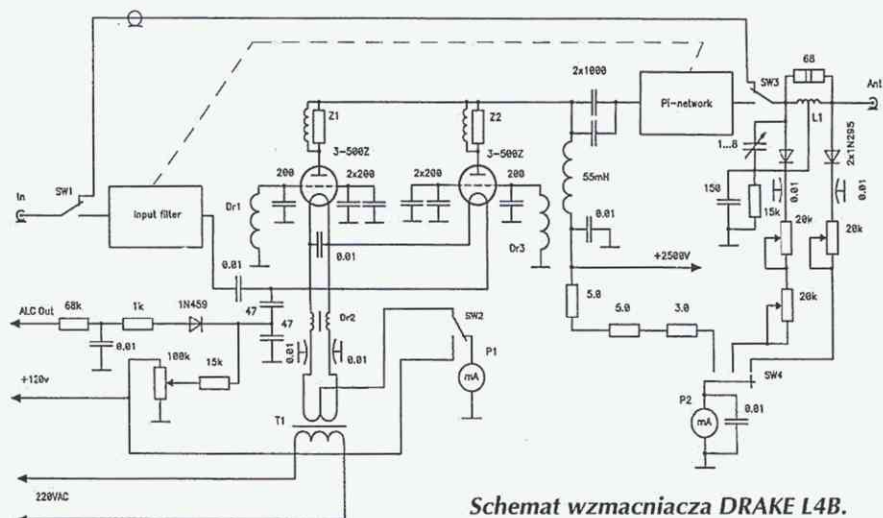 68
2x1000
SW3
Ant
Z1
Z2
Pi-network
L1
3-500Z
3-500Z
1...8
2x1N295
In
SW1
200
2x200
2x200
200
55mH
0.01
Input filter
Dr1
150
15k
20k
20k
0.01
0.01
Dr3
0.01
+2500V
0.01
20k
ALC Out
68k
1k
1N459
47
47
Dr2
SW2
5.0
5.0
3.0
0.01
0.01
0.01
P1
100k
15k
mA
SW4
+120v
P2
0.01
T1
mA
220VAC
Schemat wzmacniacza DRAKE L4B.